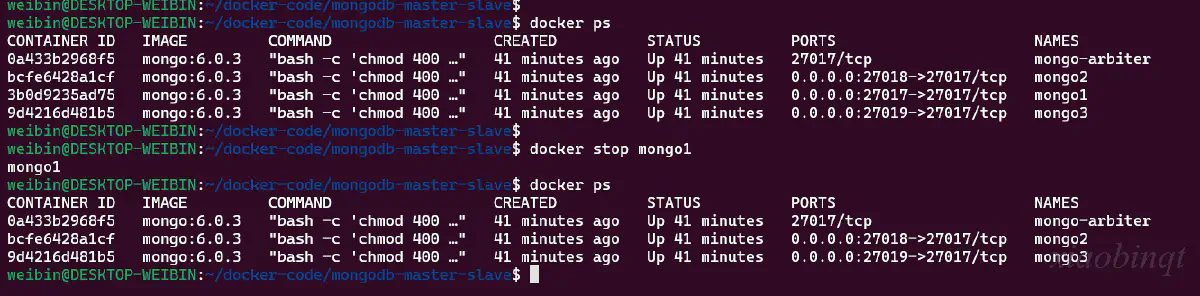 weibin@DESKTOP-WEIBIN:~/docker-code/mongodb-master-slave$
weibin@DESKTOP-WEIBIN:~/docker-code/mongodb-master-slave$ docker ps
CONTAINER ID   IMAGE         COMMAND                  CREATED          STATUS          PORTS                      NAMES
0a433b2968f5   mongo:6.0.3   "bash -c 'chmod 400 …"   41 minutes ago   Up 41 minutes   27017/tcp                  mongo-arbiter
bcfe6428a1cf   mongo:6.0.3   "bash -c 'chmod 400 …"   41 minutes ago   Up 41 minutes   0.0.0.0:27018->27017/tcp   mongo2
3b0d9235ad75   mongo:6.0.3   "bash -c 'chmod 400 …"   41 minutes ago   Up 41 minutes   0.0.0.0:27017->27017/tcp   mongo1
9d4216d481b5   mongo:6.0.3   "bash -c 'chmod 400 …"   41 minutes ago   Up 41 minutes   0.0.0.0:27019->27017/tcp   mongo3
weibin@DESKTOP-WEIBIN:~/docker-code/mongodb-master-slave$
weibin@DESKTOP-WEIBIN:~/docker-code/mongodb-master-slave$ docker stop mongo1
mongo1
weibin@DESKTOP-WEIBIN:~/docker-code/mongodb-master-slave$ docker ps
CONTAINER ID   IMAGE         COMMAND                  CREATED          STATUS          PORTS                      NAMES
0a433b2968f5   mongo:6.0.3   "bash -c 'chmod 400 …"   41 minutes ago   Up 41 minutes   27017/tcp                  mongo-arbiter
bcfe6428a1cf   mongo:6.0.3   "bash -c 'chmod 400 …"   41 minutes ago   Up 41 minutes   0.0.0.0:27018->27017/tcp   mongo2
9d4216d481b5   mongo:6.0.3   "bash -c 'chmod 400 …"   41 minutes ago   Up 41 minutes   0.0.0.0:27019->27017/tcp   mongo3
weibin@DESKTOP-WEIBIN:~/docker-code/mongodb-master-slave$